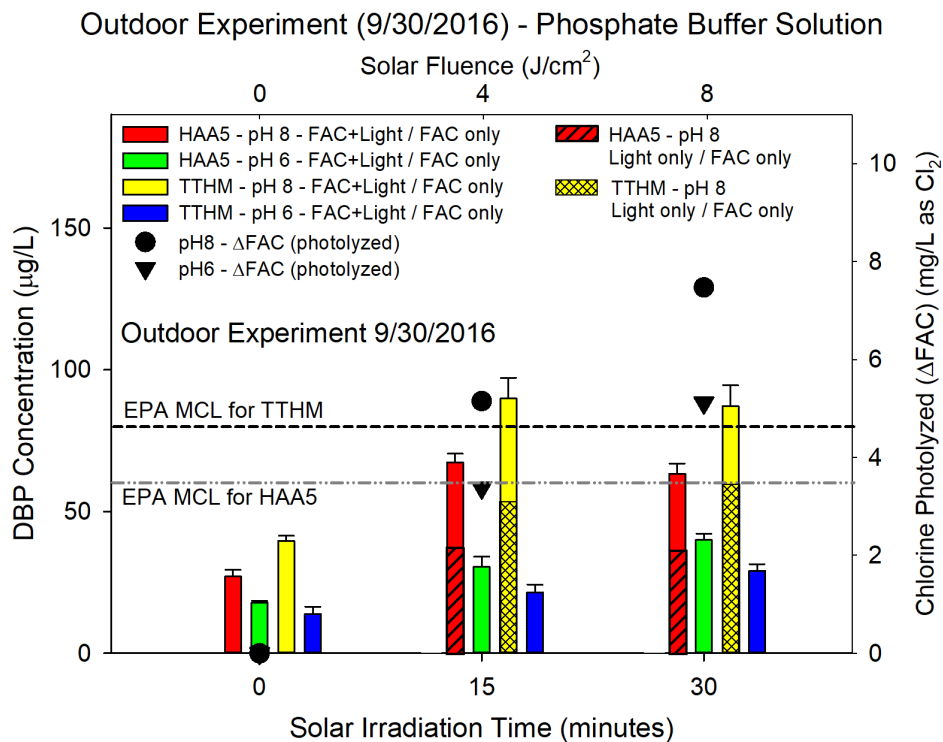 Outdoor Experiment (9/30/2016) - Phosphate Buffer Solution
Solar Fluence (J/cm²)
0 4 8
HAA5 - pH 8 - FAC+Light / FAC only
HAA5 - pH 6 - FAC+Light / FAC only
TTHM - pH 8 - FAC+Light / FAC only
TTHM - pH 6 - FAC+Light / FAC only
pH8 - ΔFAC (photolyzed)
pH6 - ΔFAC (photolyzed)
HAA5 - pH 8
Light only / FAC only
TTHM - pH 8
Light only / FAC only
Outdoor Experiment 9/30/2016
EPA MCL for TTHM
EPA MCL for HAA5
DBP Concentration (µg/L)
150
100
50
0
Chlorine Photolyzed (ΔFAC) (mg/L as Cl₂)
10
8
6
4
2
0
0 15 30
Solar Irradiation Time (minutes)